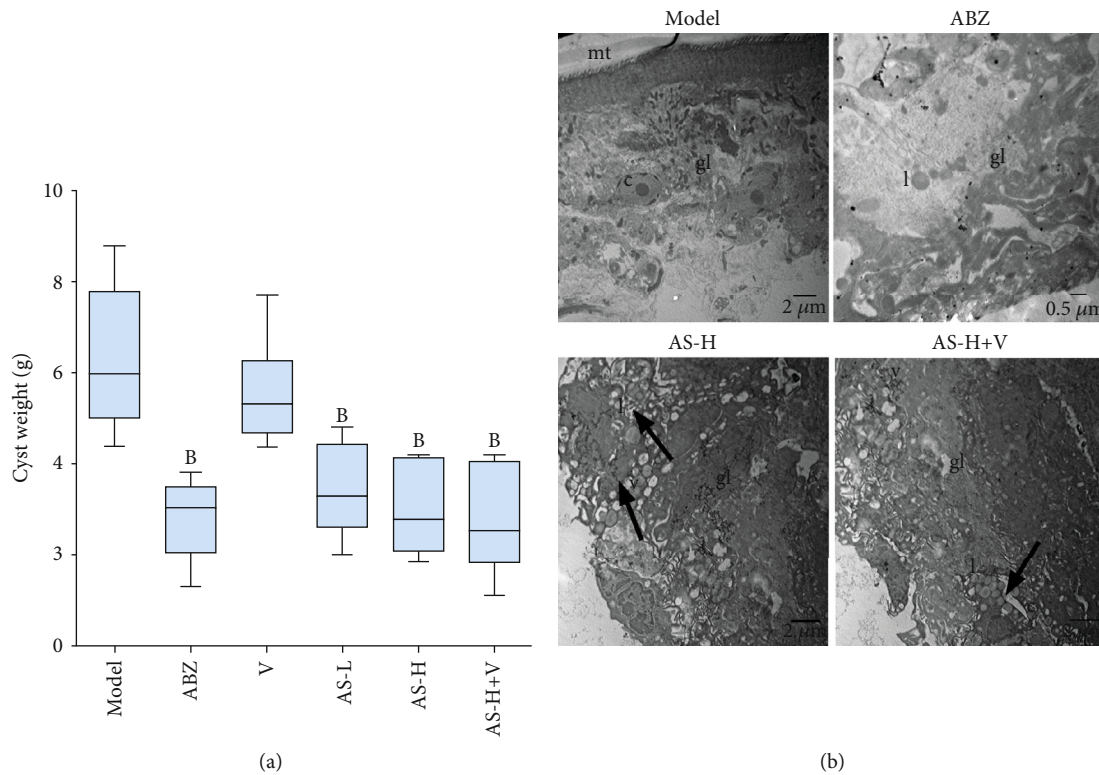 10
8
6
4
3
0
Cyst weight (g)
B
B
B
B
Model
ABZ
V
AS-L
AS-H
AS-H+V
(a)
Model
mt
gl
c
2 μm
ABZ
gl
l
0.5 μm
AS-H
l
v
gl
2 μm
AS-H+V
v
gl
l
(b)